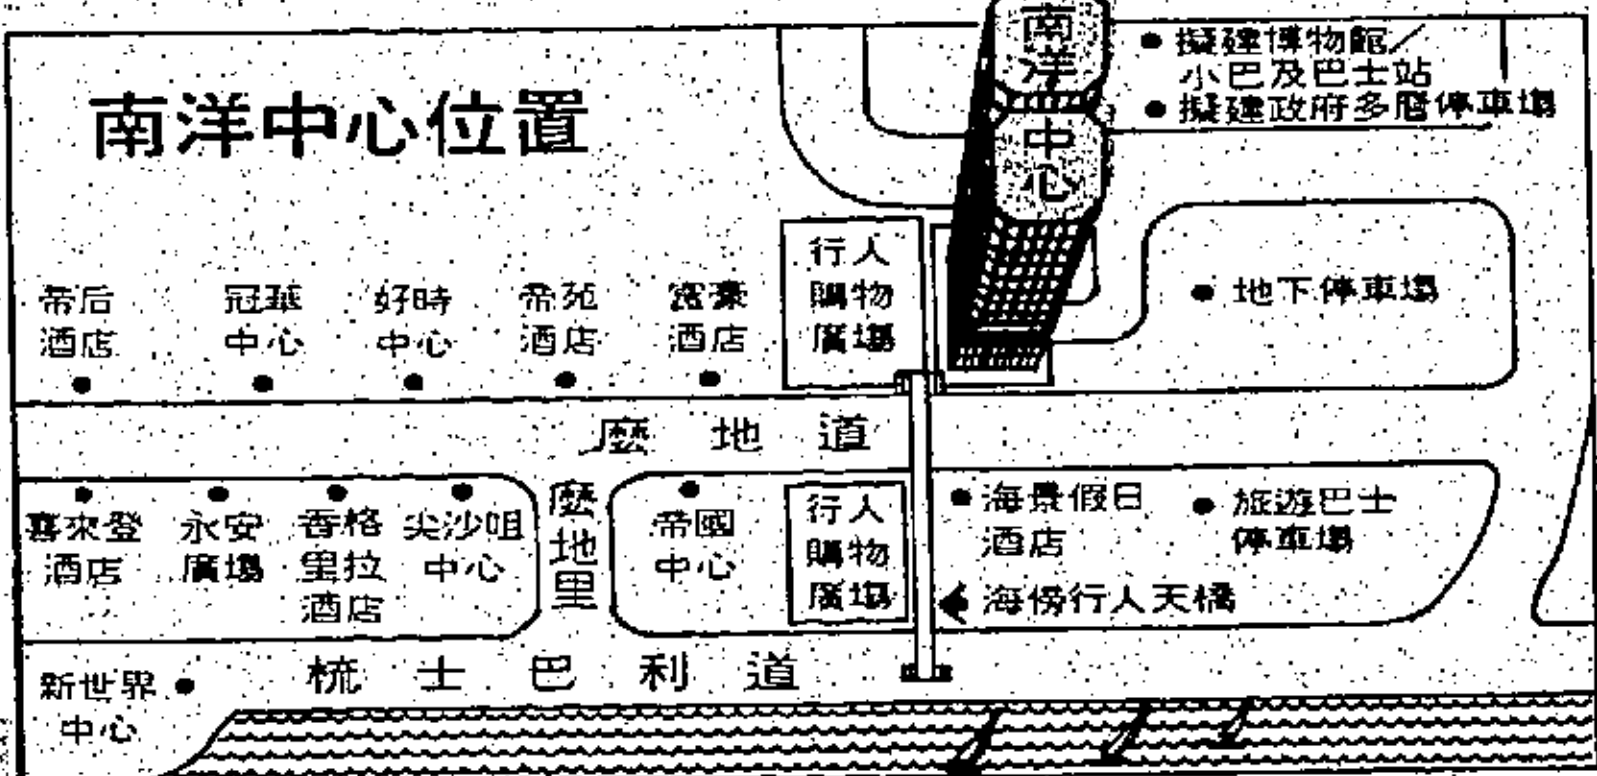 南洋中心
擬建博物館／
小巴及巴士站
擬建政府多層停車場
南洋中心位置
行人
購物
廣場
帝后
酒店
冠華
中心
好時
中心
帝苑
酒店
富豪
酒店
地下停車場
麼地道
喜來登
酒店
永安
廣場
香格
里拉
酒店
尖沙咀
中心
麼地里
帝國
中心
行人
購物
廣場
海景假日
酒店
旅遊巴士
停車場
海傍行人天橋
新世界
中心
梳士巴利道